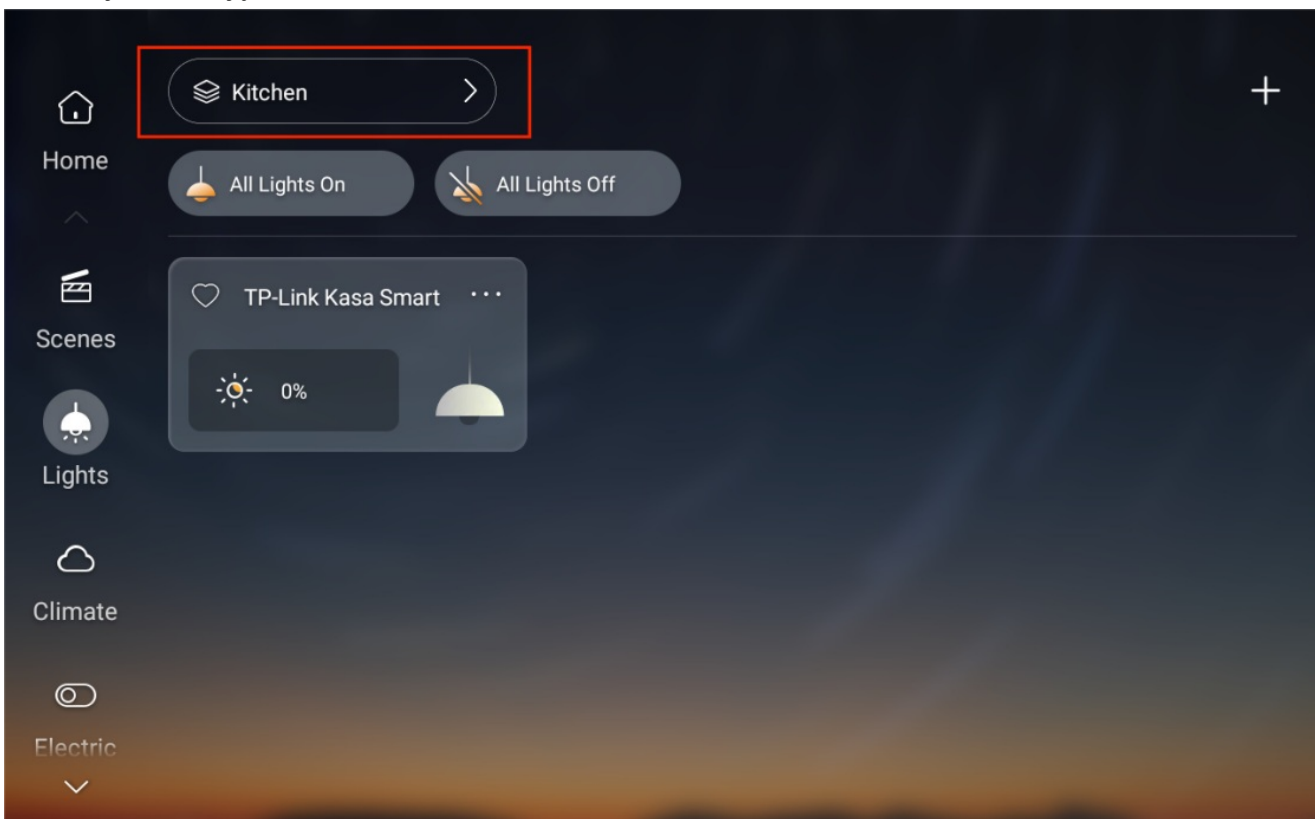 Kitchen
Home
All Lights On
All Lights Off
TP-Link Kasa Smart
Scenes
0%
Lights
Climate
Electric